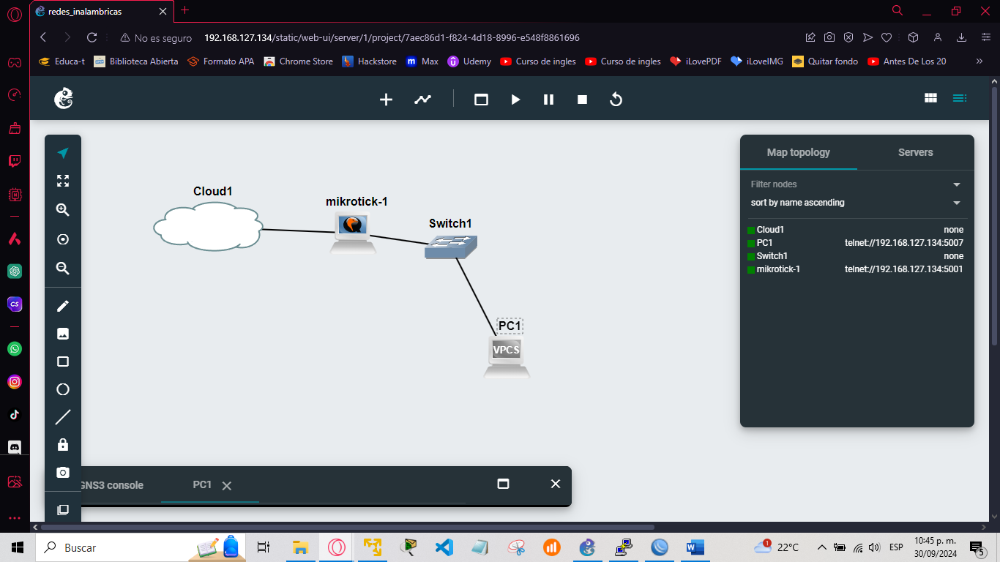 redes_inalambricas
No es seguro 192.168.127.134/static/web-ui/server/1/project/7aec86d1-f824-4d18-8996-e548f8861696
Educa-t Biblioteca Abierta Formato APA Chrome Store Hackstore m Max Udemy Curso de ingles Curso de ingles iLovePDF iLoveIMG Quitar fondo Antes De Los 20 »
Map topology Servers
Filter nodes
sort by name ascending
Cloud1 none
PC1 telnet://192.168.127.134:5007
Switch1 none
mikrotick-1 telnet://192.168.127.134:5001
Cloud1
mikrotick-1
Switch1
PC1
VPCS
CS
GNS3 console PC1
Buscar
1 22°C ESP 10:45 p. m.
30/09/2024 5